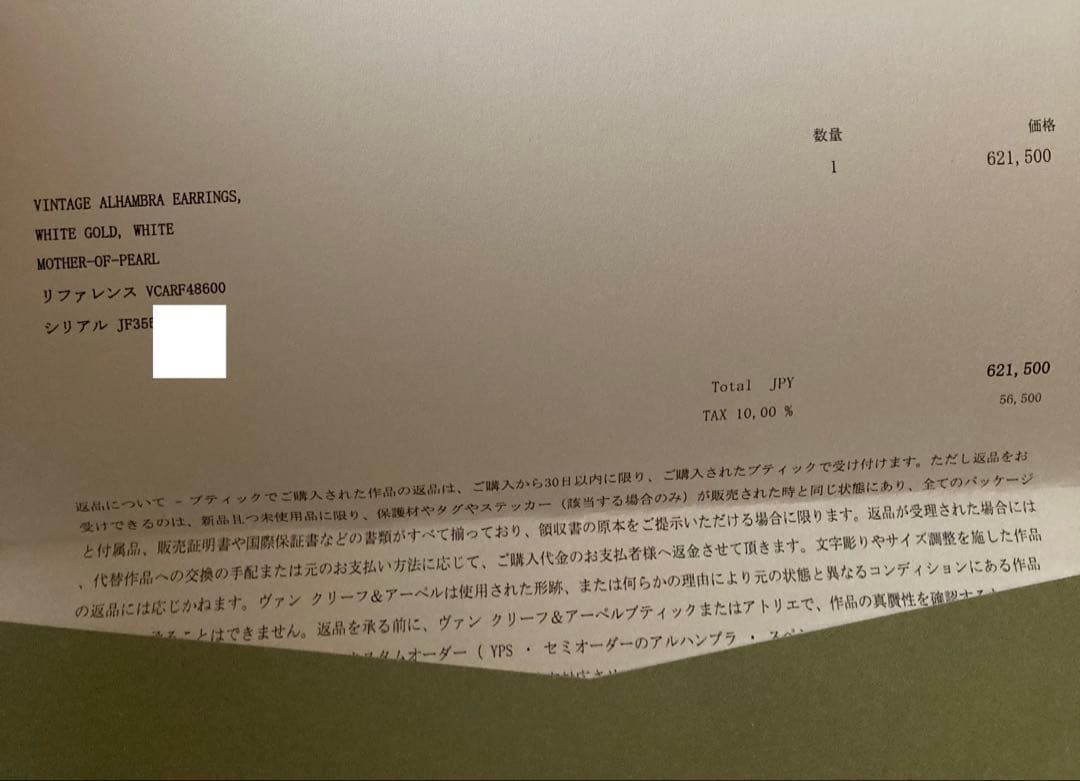 数量 価格
1 621,500
VINTAGE ALHAMBRA EARRINGS,
WHITE GOLD, WHITE
MOTHER-OF-PEARL
リファレンス VCARF48600
シリアル JF355
Total JPY 621,500
TAX 10,00 % 56,500
返品について - ブティックでご購入された作品の返品は、ご購入から30日以内に限り、ご購入されたブティックで受け付けます。ただし返品をお
受けできるのは、新品且つ未使用品に限り、保護材やタグやステッカー（該当する場合のみ）が販売された時と同じ状態にあり、全てのパッケージ
と付属品、販売証明書や国際保証書などの書類がすべて揃っており、領収書の原本をご提示いただける場合に限ります。返品が受理された場合には
、代替作品への交換の手配または元のお支払い方法に応じて、ご購入代金のお支払者様へ返金させて頂きます。文字彫りやサイズ調整を施した作品
の返品には応じかねます。ヴァン クリーフ＆アーペルは使用された形跡、または何らかの理由により元の状態と異なるコンディションにある作品
承ることはできません。返品を承る前に、ヴァン クリーフ＆アーペルブティックまたはアトリエで、作品の真贋性を確認する
カスタムオーダー ( YPS ・ セミオーダーのアルハンブラ ・ スペ